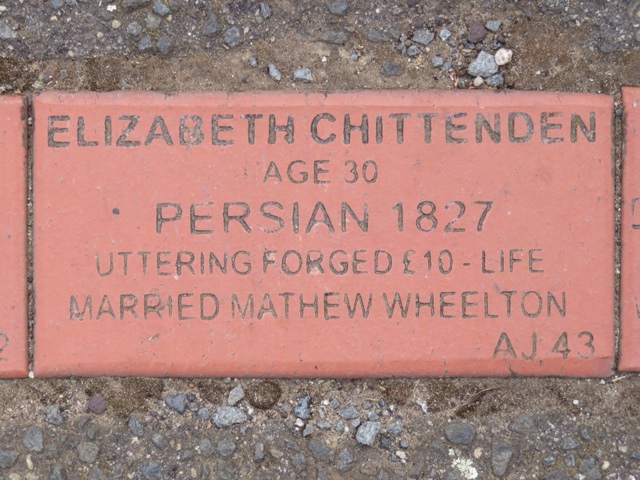 ELIZABETH CHITTENDEN
AGE 30
PERSIAN 1827
UTTERING FORGED £10 - LIFE
MARRIED MATHEW WHEELTON
AJ 43